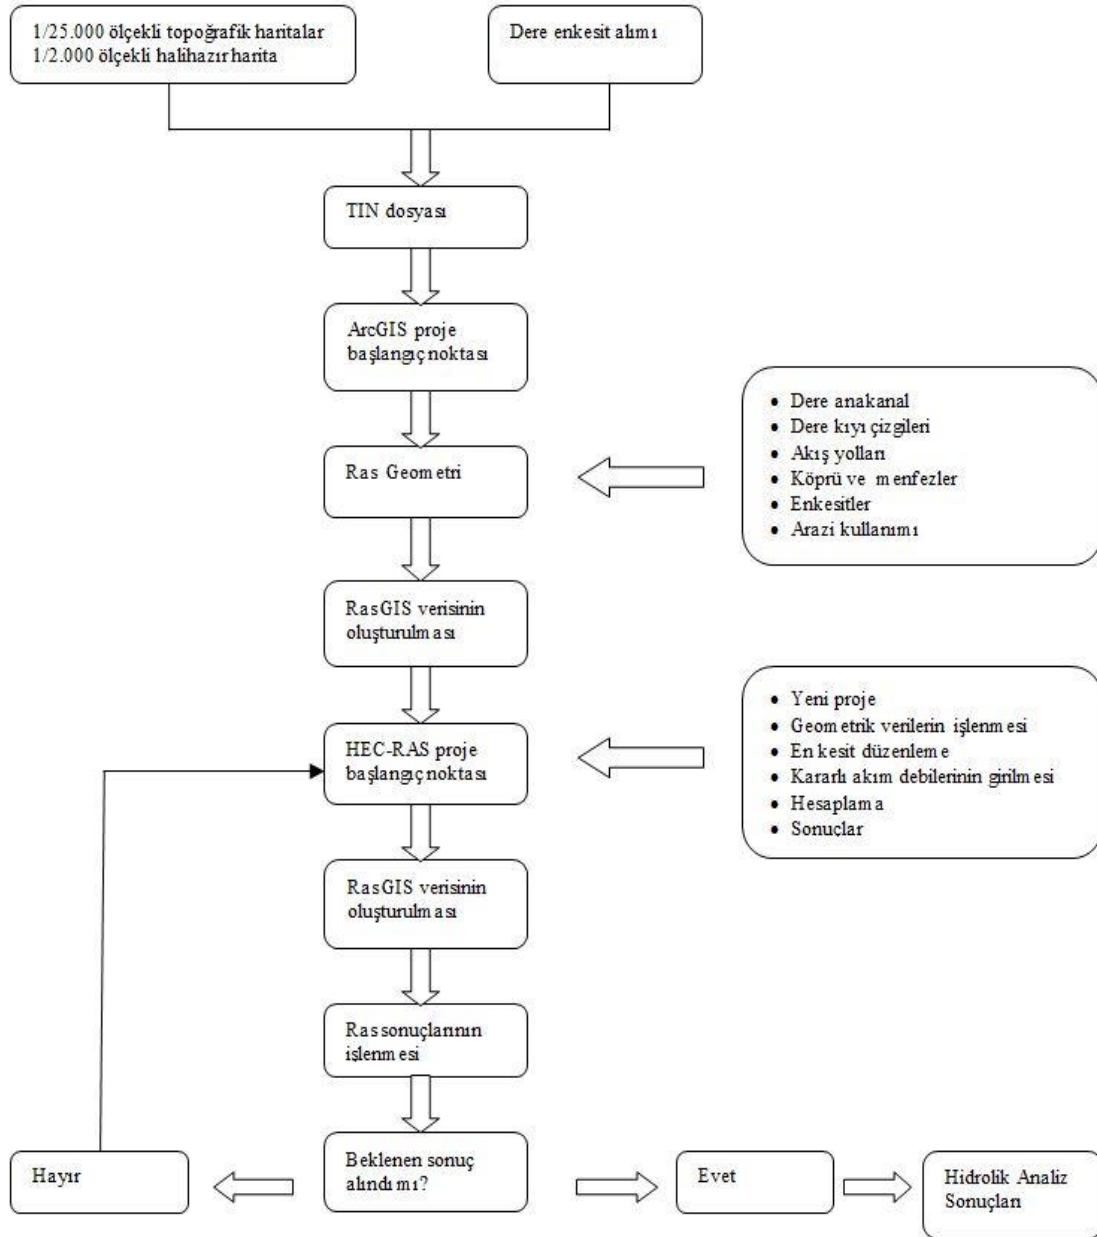 1/25.000 ölçekli topoğrafik haritalar
1/2.000 ölçekli halihazır harita
Dere enkesit alımı
TIN dosyası
ArcGIS proje
başlangıç noktası
Ras Geometri
• Dere anakanal
• Dere kıyı çizgileri
• Akış yolları
• Köprü ve menfezler
• Enkesitler
• Arazi kullanımı
RasGIS verisinin
oluşturulması
HEC-RAS proje
başlangıç noktası
• Yeni proje
• Geometrik verilerin işlenmesi
• En kesit düzenleme
• Kararlı akım debilerinin girilmesi
• Hesaplama
• Sonuçlar
RasGIS verisinin
oluşturulması
Ras sonuçlarının
işlenmesi
Beklenen sonuç
alındı mı?
Hayır
Evet
Hidrolik Analiz
Sonuçları